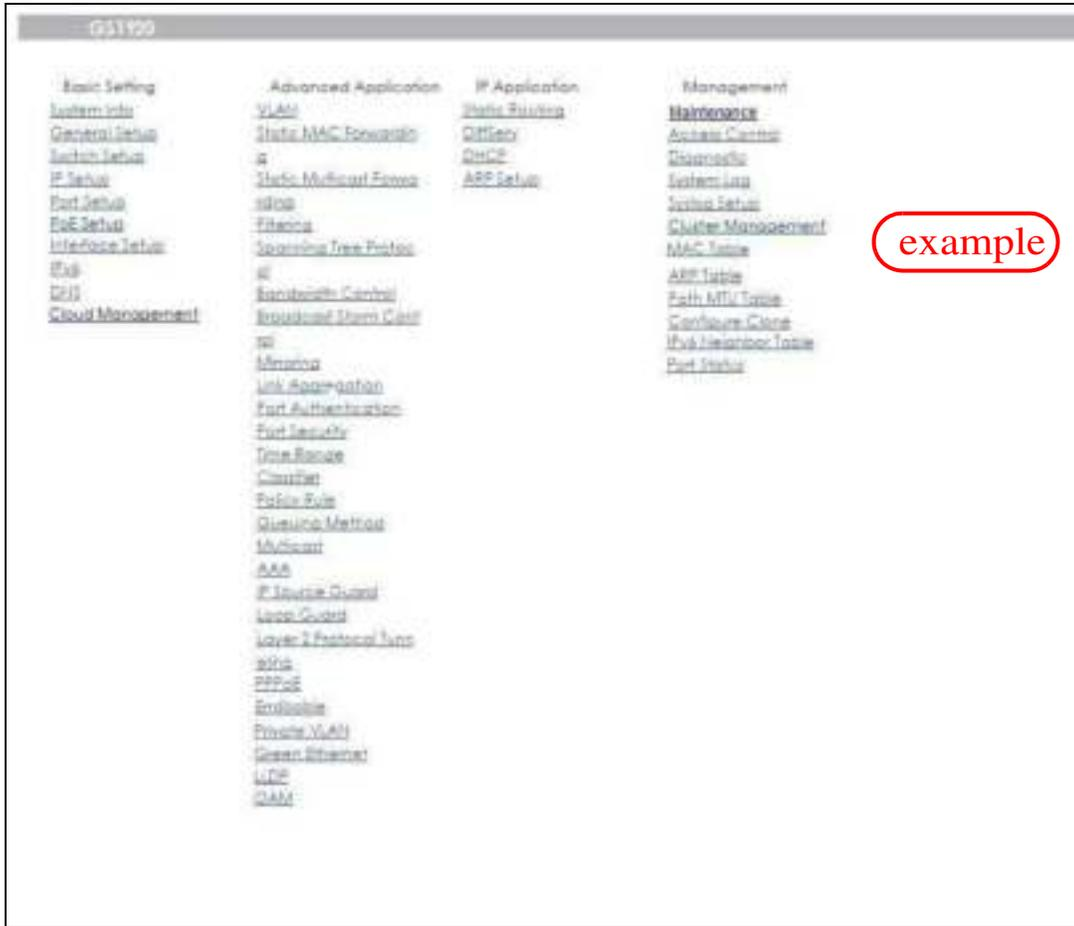 GS1920
Basic Setting
System Info
General Setup
Switch Setup
IP Setup
Port Setup
PoE Setup
Interface Setup
IPv6
DNS
Cloud Management
Advanced Application
VLAN
Static MAC Forwardin
g
Static Multicast Forwa
rding
Filtering
Spanning Tree Protoc
ol
Bandwidth Control
Broadcast Storm Cont
rol
Mirroring
Link Aggregation
Port Authentication
Port Security
Time Range
Classifier
Policy Rule
Queuing Method
Multicast
AAA
IP Source Guard
Loop Guard
Layer 2 Protocol Tunn
eling
PPPoE
Errdisable
Private VLAN
Green Ethernet
LLDP
OAM
IP Application
Static Routing
DiffServ
DHCP
ARP Setup
Management
Maintenance
Access Control
Diagnostic
System Log
Syslog Setup
Cluster Management
MAC Table
ARP Table
Path MTU Table
Configure Clone
IPv6 Neighbor Table
Port Status
example